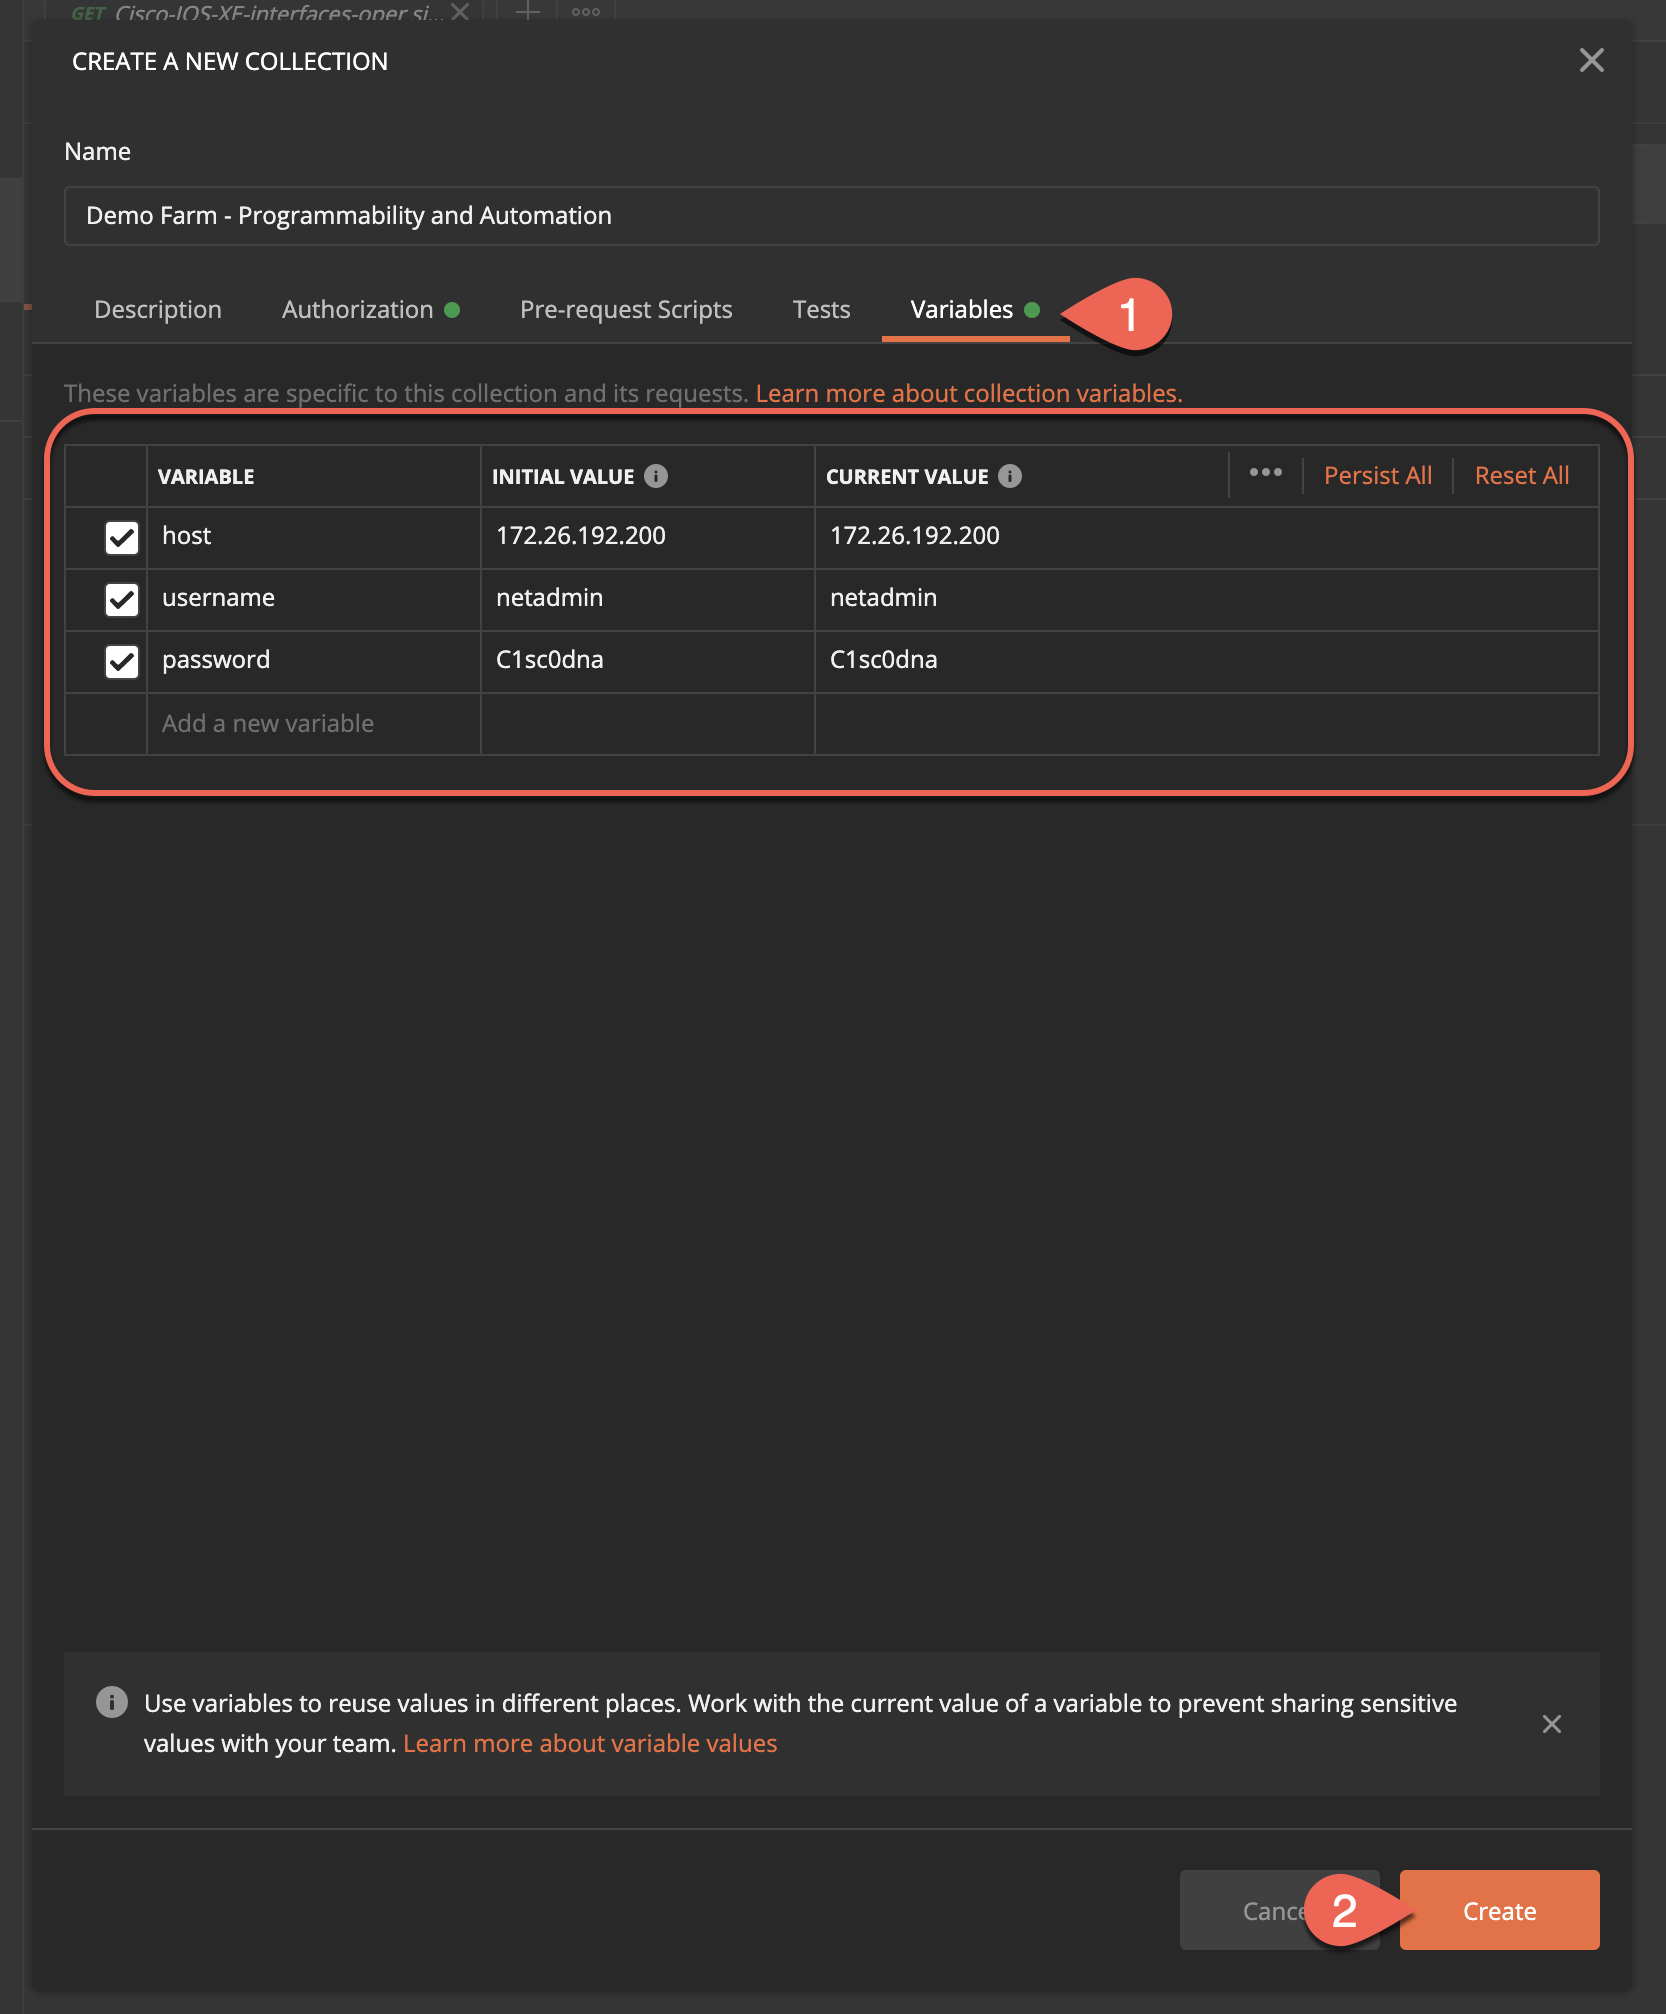 GET Cisco-IOS-XE-interfaces-oper si...
CREATE A NEW COLLECTION
Name
Demo Farm - Programmability and Automation
Description Authorization Pre-request Scripts Tests Variables 1
These variables are specific to this collection and its requests. Learn more about collection variables.
VARIABLE INITIAL VALUE CURRENT VALUE ••• Persist All Reset All
host 172.26.192.200 172.26.192.200
username netadmin netadmin
password C1sc0dna C1sc0dna
Add a new variable
Use variables to reuse values in different places. Work with the current value of a variable to prevent sharing sensitive
values with your team. Learn more about variable values
Cance 2 Create